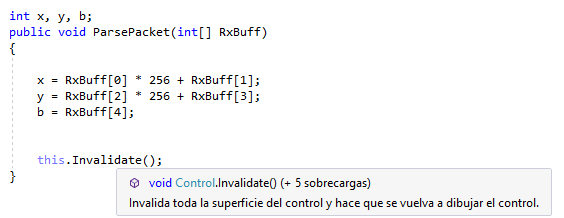 int x, y, b;
public void ParsePacket(int[] RxBuff)
{
x = RxBuff[0] * 256 + RxBuff[1];
y = RxBuff[2] * 256 + RxBuff[3];
b = RxBuff[4];
this.Invalidate();
}
void Control.Invalidate() (+ 5 sobrecargas)
Invalida toda la superficie del control y hace que se vuelva a dibujar el control.